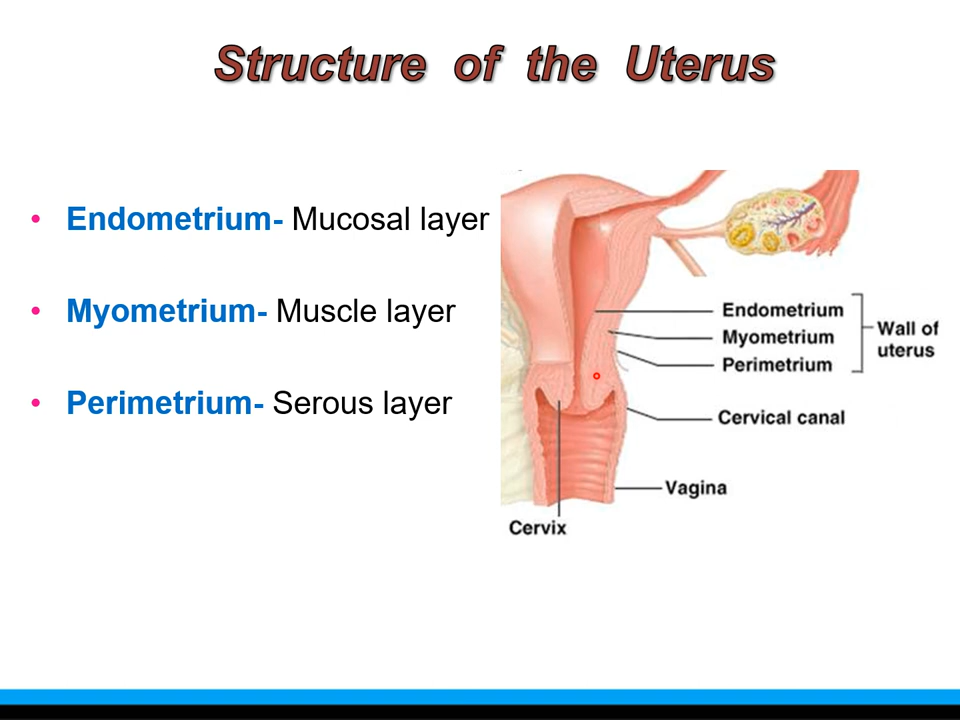 Structure of the Uterus
• Endometrium- Mucosal layer
• Myometrium- Muscle layer
• Perimetrium- Serous layer
Endometrium
Myometrium
Perimetrium
Wall of
uterus
Cervical canal
Vagina
Cervix